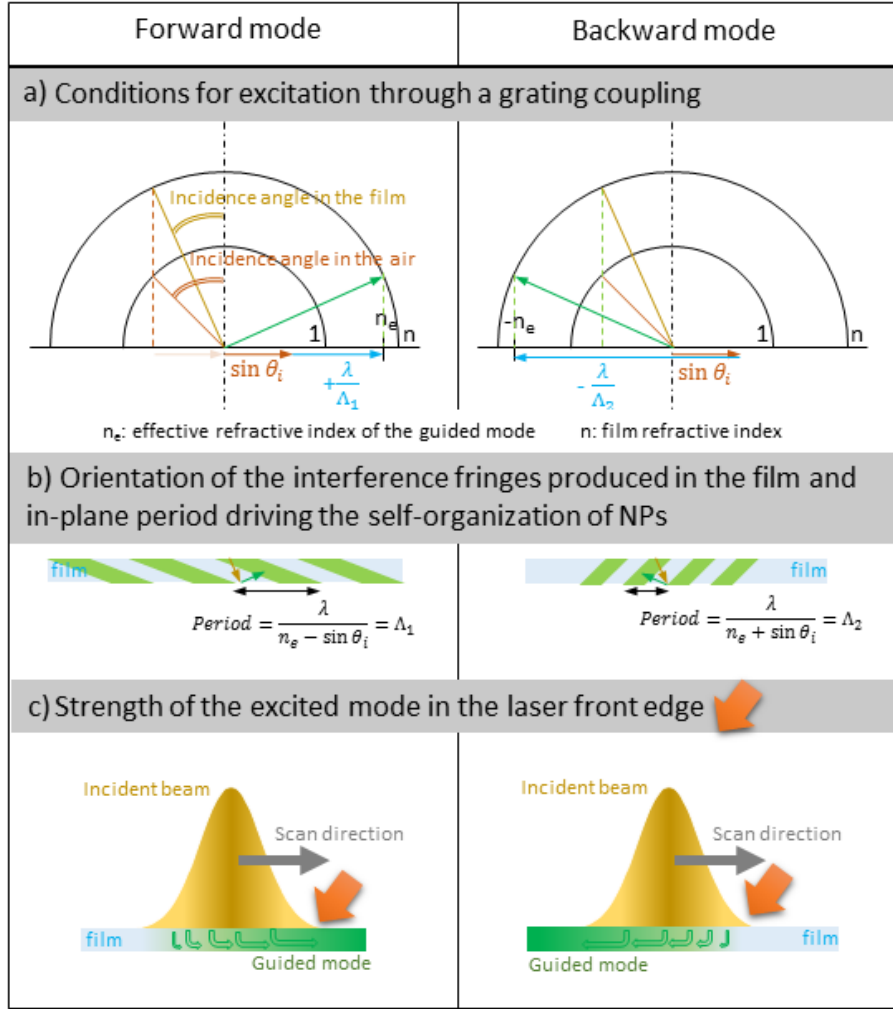 Forward mode
Backward mode
a) Conditions for excitation through a grating coupling
Incidence angle in the film
Incidence angle in the air
nₑ
1
n
sin θᵢ
+λ/Λ₁
-nₑ
1
n
-λ/Λ₂
sin θᵢ
nₑ: effective refractive index of the guided mode
n: film refractive index
b) Orientation of the interference fringes produced in the film and
in-plane period driving the self-organization of NPs
film
Period = λ/(nₑ − sin θᵢ) = Λ₁
film
Period = λ/(nₑ + sin θᵢ) = Λ₂
c) Strength of the excited mode in the laser front edge
Incident beam
Scan direction
film
Guided mode
Incident beam
Scan direction
film
Guided mode